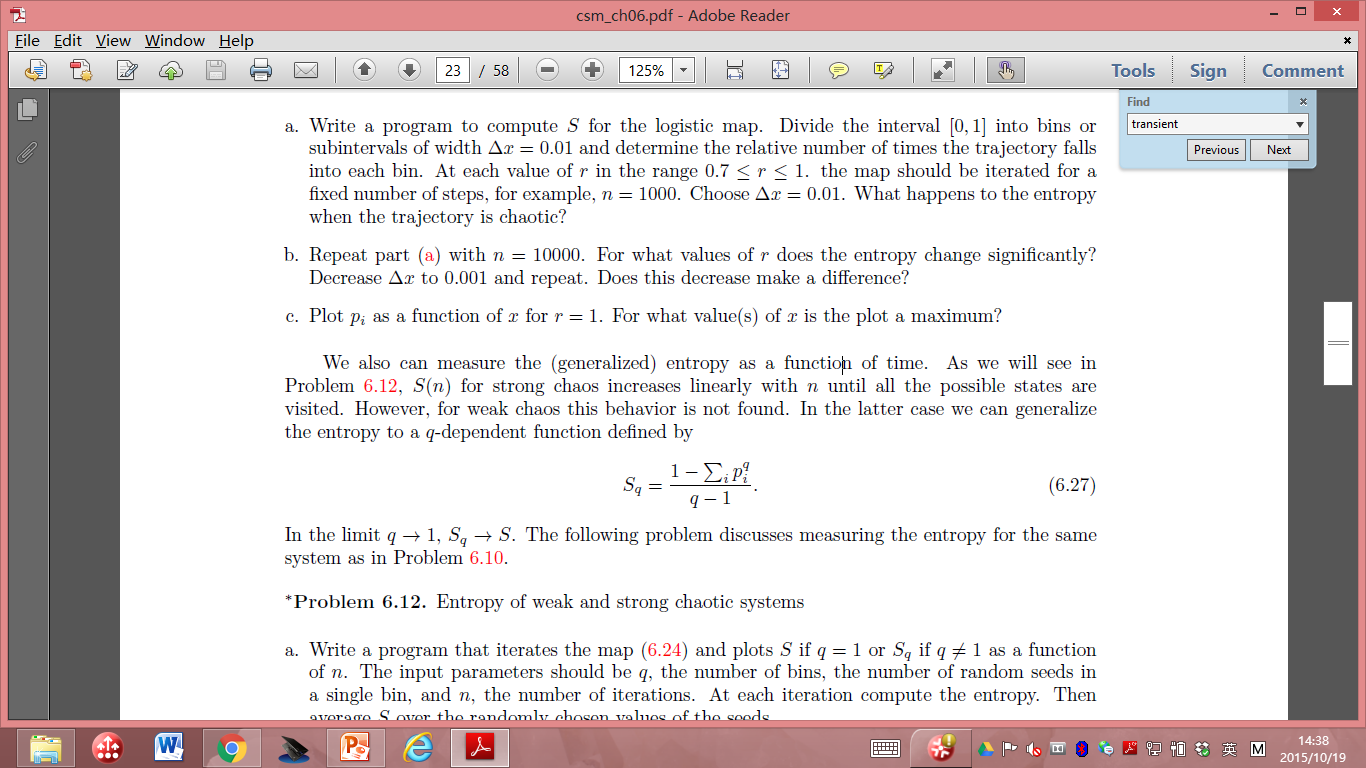 csm_ch06.pdf - Adobe Reader
File Edit View Window Help
23 / 58 125% Tools Sign Comment
Find
transient
Previous Next
a. Write a program to compute S for the logistic map. Divide the interval [0, 1] into bins or
subintervals of width Δx = 0.01 and determine the relative number of times the trajectory falls
into each bin. At each value of r in the range 0.7 ≤ r ≤ 1. the map should be iterated for a
fixed number of steps, for example, n = 1000. Choose Δx = 0.01. What happens to the entropy
when the trajectory is chaotic?
b. Repeat part (a) with n = 10000. For what values of r does the entropy change significantly?
Decrease Δx to 0.001 and repeat. Does this decrease make a difference?
c. Plot pᵢ as a function of x for r = 1. For what value(s) of x is the plot a maximum?
We also can measure the (generalized) entropy as a function of time. As we will see in
Problem 6.12, S(n) for strong chaos increases linearly with n until all the possible states are
visited. However, for weak chaos this behavior is not found. In the latter case we can generalize
the entropy to a q-dependent function defined by
S_q = (1 − ∑ᵢ pᵢ^q) / (q − 1). (6.27)
In the limit q → 1, S_q → S. The following problem discusses measuring the entropy for the same
system as in Problem 6.10.
*Problem 6.12. Entropy of weak and strong chaotic systems
a. Write a program that iterates the map (6.24) and plots S if q = 1 or S_q if q ≠ 1 as a function
of n. The input parameters should be q, the number of bins, the number of random seeds in
a single bin, and n, the number of iterations. At each iteration compute the entropy. Then
average S over the randomly chosen values of the seeds.
英 M 14:38
2015/10/19